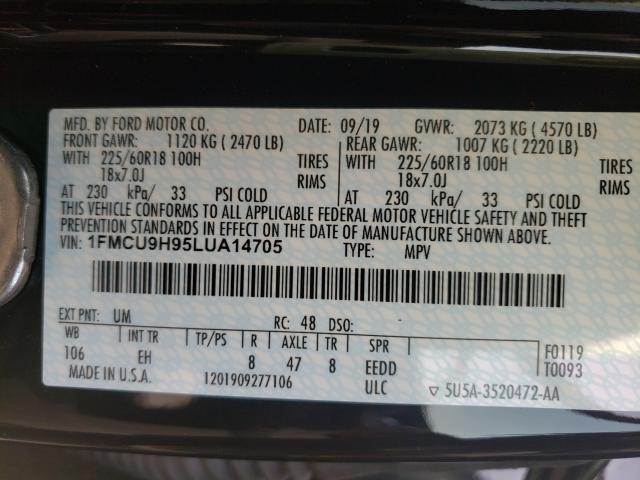 MFD. BY FORD MOTOR CO. DATE: 09/19 GVWR: 2073 KG ( 4570 LB)
FRONT GAWR: 1120 KG ( 2470 LB) REAR GAWR: 1007 KG ( 2220 LB)
WITH 225/60R18 100H TIRES WITH 225/60R18 100H TIRES
18x7.0J RIMS 18x7.0J RIMS
AT 230 kPa/ 33 PSI COLD AT 230 kPa/ 33 PSI COLD
THIS VEHICLE CONFORMS TO ALL APPLICABLE FEDERAL MOTOR VEHICLE SAFETY AND THEFT
PREVENTION STANDARDS IN EFFECT ON THE DATE OF MANUFACTURE SHOWN ABOVE.
VIN: 1FMCU9H95LUA14705 TYPE: MPV
EXT PNT: UM RC: 48 DSO:
WB INT TR TP/PS R AXLE TR SPR F0119
106 EH 8 47 8 EEDD T0093
MADE IN U.S.A. 1201909277106 ULC ▽ 5U5A-3520472-AA